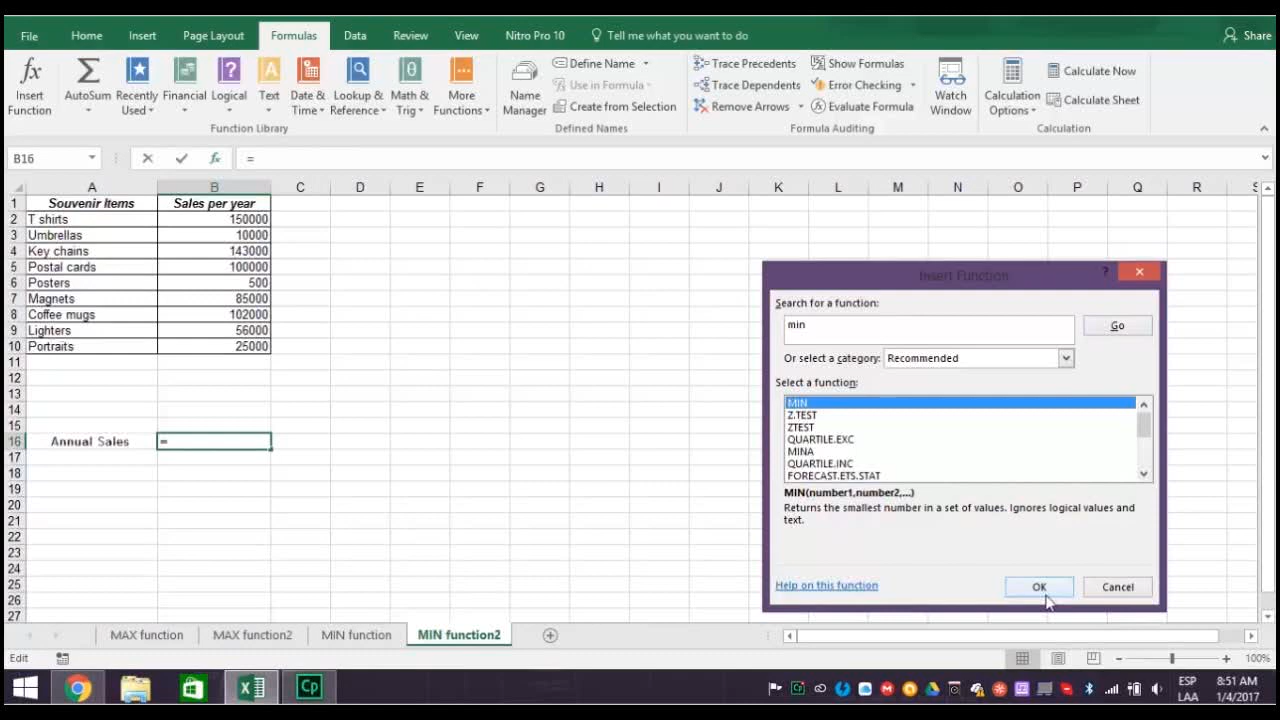 File Home Insert Page Layout Formulas Data Review View Nitro Pro 10 Tell me what you want to do Share
fx Σ θ
Insert Function AutoSum Recently Used Financial Logical Text Date & Time Lookup & Reference Math & Trig More Functions
Function Library
Name Manager
Define Name
Use in Formula
Create from Selection
Defined Names
Trace Precedents Show Formulas
Trace Dependents Error Checking
Remove Arrows Evaluate Formula
Formula Auditing
Watch Window
Calculation Options
Calculate Now
Calculate Sheet
Calculation
B16 fx =
A B C D E F G H I J K L M N O P Q R S
1 Souvenir Items Sales per year
2 T shirts 150000
3 Umbrellas 10000
4 Key chains 143000
5 Postal cards 100000
6 Posters 500
7 Magnets 85000
8 Coffee mugs 102000
9 Lighters 56000
10 Portraits 25000
11
12
13
14
15
16 Annual Sales =
17
18
19
20
21
22
23
24
25
26
27
Insert Function ?
Search for a function:
min Go
Or select a category: Recommended
Select a function:
MIN
Z.TEST
ZTEST
QUARTILE.EXC
MINA
QUARTILE.INC
FORECAST.ETS.STAT
MIN(number1,number2,...)
Returns the smallest number in a set of values. Ignores logical values and
text.
Help on this function OK Cancel
MAX function MAX function2 MIN function MIN function2
Edit 100%
Cp ESP 8:51 AM
LAA 1/4/2017